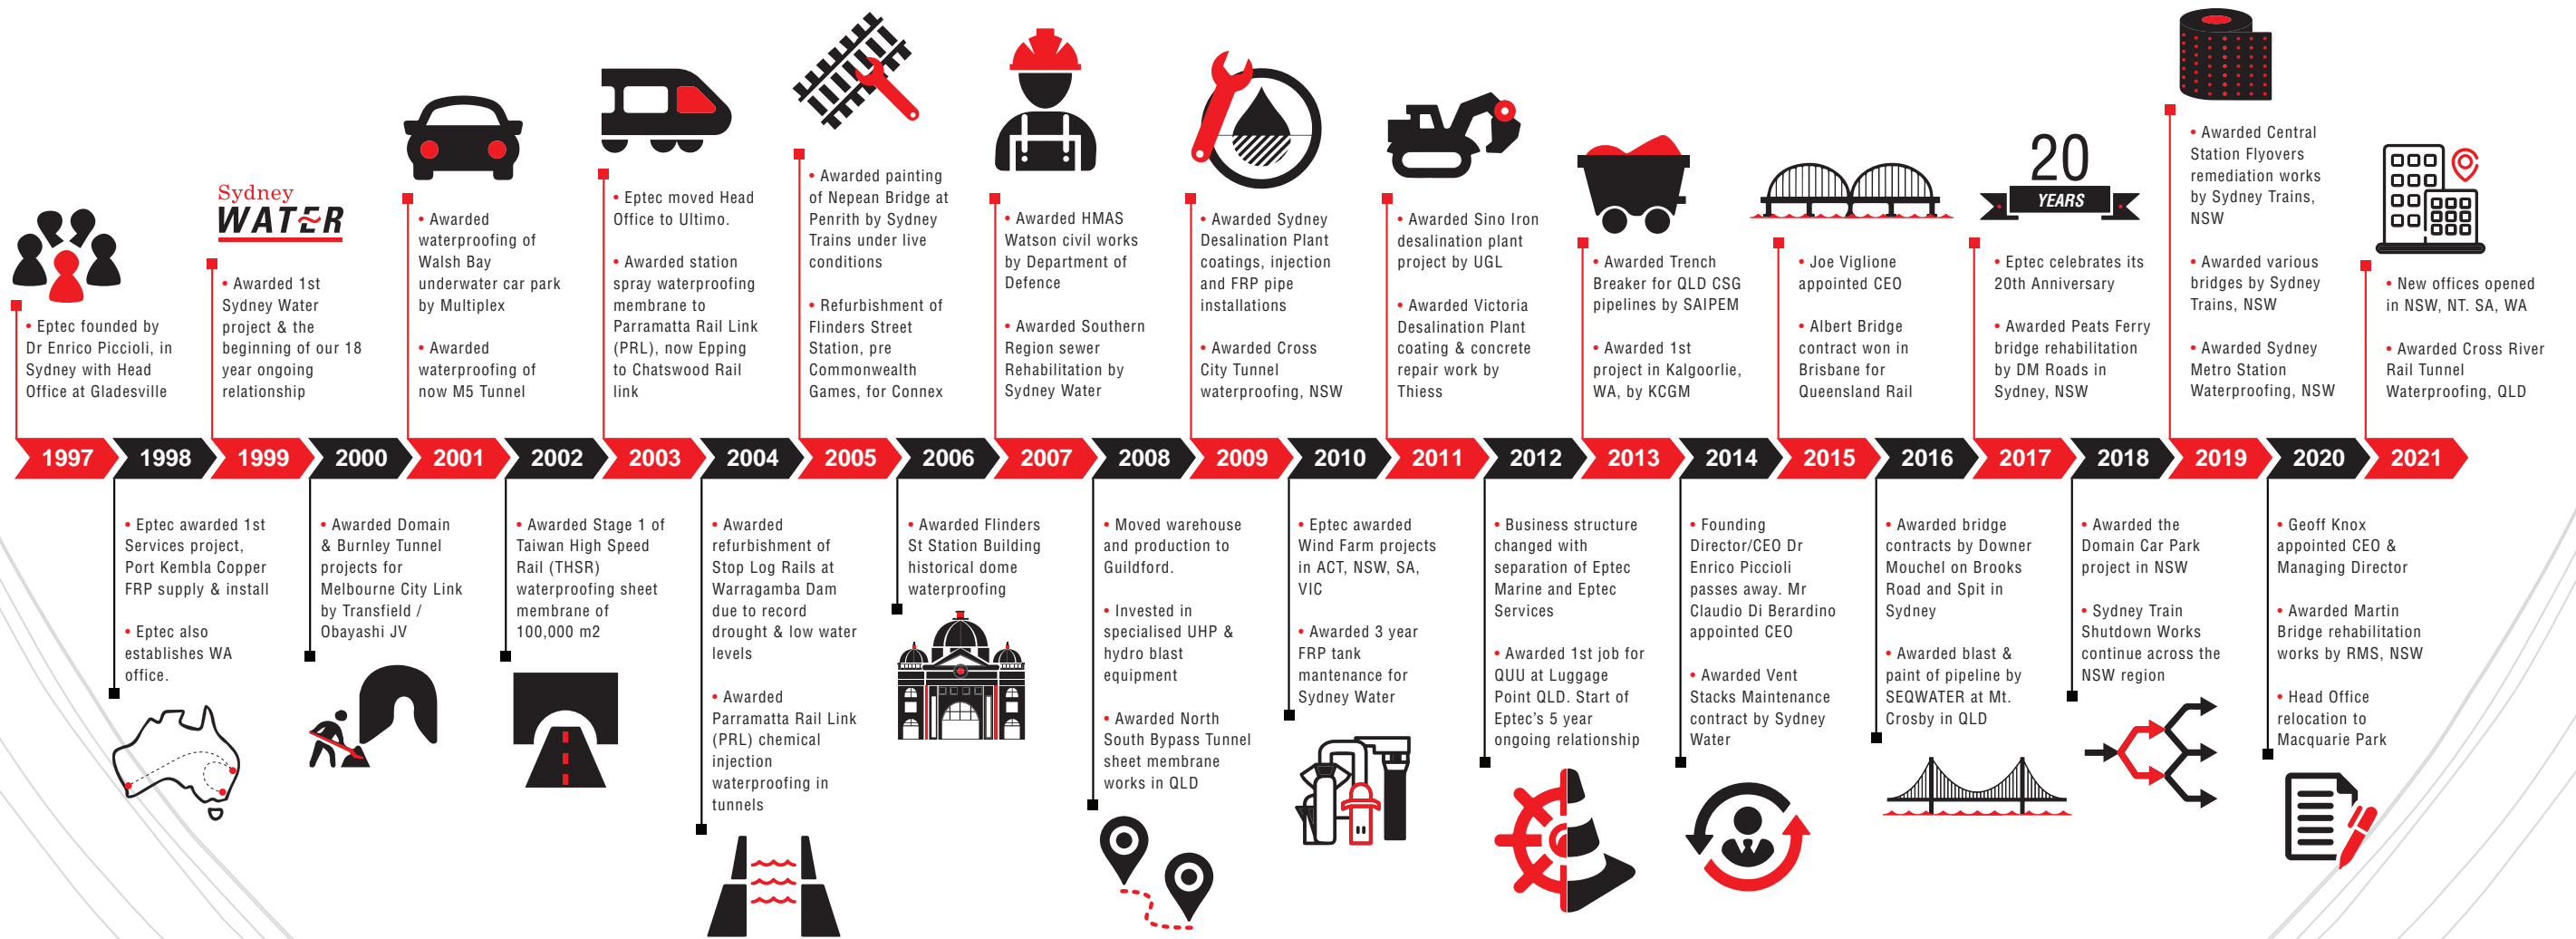 • Eptec founded by
Dr Enrico Piccioli, in
Sydney with Head
Office at Gladesville
Sydney
WATER
• Awarded 1st
Sydney Water
project & the
beginning of our 18
year ongoing
relationship
• Awarded
waterproofing of
Walsh Bay
underwater car park
by Multiplex
• Awarded
waterproofing of
now M5 Tunnel
• Eptec moved Head
Office to Ultimo.
• Awarded station
spray waterproofing
membrane to
Parramatta Rail Link
(PRL), now Epping
to Chatswood Rail
link
• Awarded painting
of Nepean Bridge at
Penrith by Sydney
Trains under live
conditions
• Refurbishment of
Flinders Street
Station, pre
Commonwealth
Games, for Connex
• Awarded HMAS
Watson civil works
by Department of
Defence
• Awarded Southern
Region sewer
Rehabilitation by
Sydney Water
• Awarded Sydney
Desalination Plant
coatings, injection
and FRP pipe
installations
• Awarded Cross
City Tunnel
waterproofing, NSW
• Awarded Sino Iron
desalination plant
project by UGL
• Awarded Victoria
Desalination Plant
coating & concrete
repair work by
Thiess
• Awarded Trench
Breaker for QLD CSG
pipelines by SAIPEM
• Awarded 1st
project in Kalgoorlie,
WA, by KCGM
• Joe Viglione
appointed CEO
• Albert Bridge
contract won in
Brisbane for
Queensland Rail
20
YEARS
• Eptec celebrates its
20th Anniversary
• Awarded Peats Ferry
bridge rehabilitation
by DM Roads in
Sydney, NSW
• Awarded Central
Station Flyovers
remediation works
by Sydney Trains,
NSW
• Awarded various
bridges by Sydney
Trains, NSW
• Awarded Sydney
Metro Station
Waterproofing, NSW
• New offices opened
in NSW, NT. SA, WA
• Awarded Cross River
Rail Tunnel
Waterproofing, QLD
1997 1998 1999 2000 2001 2002 2003 2004 2005 2006 2007 2008 2009 2010 2011 2012 2013 2014 2015 2016 2017 2018 2019 2020 2021
• Eptec awarded 1st
Services project,
Port Kembla Copper
FRP supply & install
• Eptec also
establishes WA
office.
• Awarded Domain
& Burnley Tunnel
projects for
Melbourne City Link
by Transfield /
Obayashi JV
• Awarded Stage 1 of
Taiwan High Speed
Rail (THSR)
waterproofing sheet
membrane of
100,000 m2
• Awarded
refurbishment of
Stop Log Rails at
Warragamba Dam
due to record
drought & low water
levels
• Awarded
Parramatta Rail Link
(PRL) chemical
injection
waterproofing in
tunnels
• Awarded Flinders
St Station Building
historical dome
waterproofing
• Moved warehouse
and production to
Guildford.
• Invested in
specialised UHP &
hydro blast
equipment
• Awarded North
South Bypass Tunnel
sheet membrane
works in QLD
• Eptec awarded
Wind Farm projects
in ACT, NSW, SA,
VIC
• Awarded 3 year
FRP tank
mantenance for
Sydney Water
• Business structure
changed with
separation of Eptec
Marine and Eptec
Services
• Awarded 1st job for
QUU at Luggage
Point QLD. Start of
Eptec's 5 year
ongoing relationship
• Founding
Director/CEO Dr
Enrico Piccioli
passes away. Mr
Claudio Di Berardino
appointed CEO
• Awarded Vent
Stacks Maintenance
contract by Sydney
Water
• Awarded bridge
contracts by Downer
Mouchel on Brooks
Road and Spit in
Sydney
• Awarded blast &
paint of pipeline by
SEQWATER at Mt.
Crosby in QLD
• Awarded the
Domain Car Park
project in NSW
• Sydney Train
Shutdown Works
continue across the
NSW region
• Geoff Knox
appointed CEO &
Managing Director
• Awarded Martin
Bridge rehabilitation
works by RMS, NSW
• Head Office
relocation to
Macquarie Park